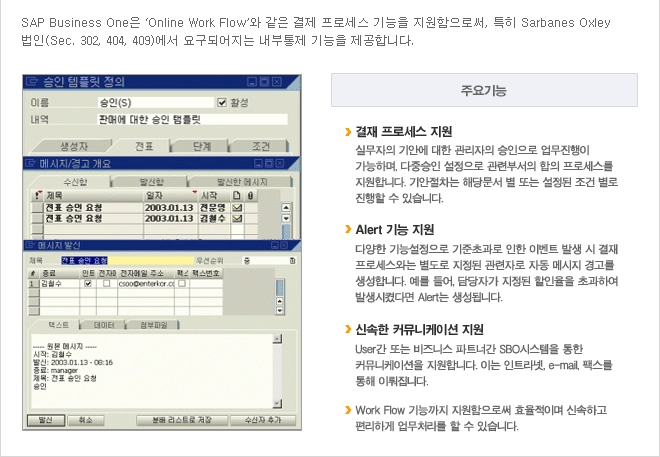 SAP Business One은 ‘Online Work Flow’와 같은 결제 프로세스 기능을 지원함으로써, 특히 Sarbanes Oxley
법인(Sec. 302, 404, 409)에서 요구되어지는 내부통제 기능을 제공합니다.
승인 템플릿 정의
이름 승인(S) 활성
내역 판매에 대한 승인 템플릿
생성자 전표 단계 조건
메시지/경고 개요
수신함 발신함 발신한 메시지
! 제목 일자 시작
전표 승인 요청 2003.01.13 전문영
전표 승인 요청 2003.01.13 김철수
메시지 발신
제목 전표 승인 요청 우선순위 중
# 종료 인트 전자메 전자메일 주소 팩스 팩스번호
1 김철수 csoo@enterkor.cc
텍스트 데이터 첨부파일
----- 원본 메시지 -----
시작: 김철수
발신: 2003.01.13 - 08:16
종료: manager
제목: 전표 승인 요청
승인
발신 취소 분배 리스트로 저장 수신자 추가
주요기능
결재 프로세스 지원
실무자의 기안에 대한 관리자의 승인으로 업무진행이
가능하며, 다중승인 설정으로 관련부서의 합의 프로세스를
지원합니다. 기안절차는 해당문서 별 또는 설정된 조건 별로
진행할 수 있습니다.
Alert 기능 지원
다양한 기능설정으로 기준초과로 인한 이벤트 발생 시 결재
프로세스와는 별도로 지정된 관련자로 자동 메시지 경고를
생성합니다. 예를 들어, 담당자가 지정된 할인율을 초과하여
발생시켰다면 Alert는 생성됩니다.
신속한 커뮤니케이션 지원
User간 또는 비즈니스 파트너간 SBO시스템을 통한
커뮤니케이션을 지원합니다. 이는 인트라넷, e-mail, 팩스를
통해 이뤄집니다.
Work Flow 기능까지 지원함으로써 효율적이며 신속하고
편리하게 업무처리를 할 수 있습니다.